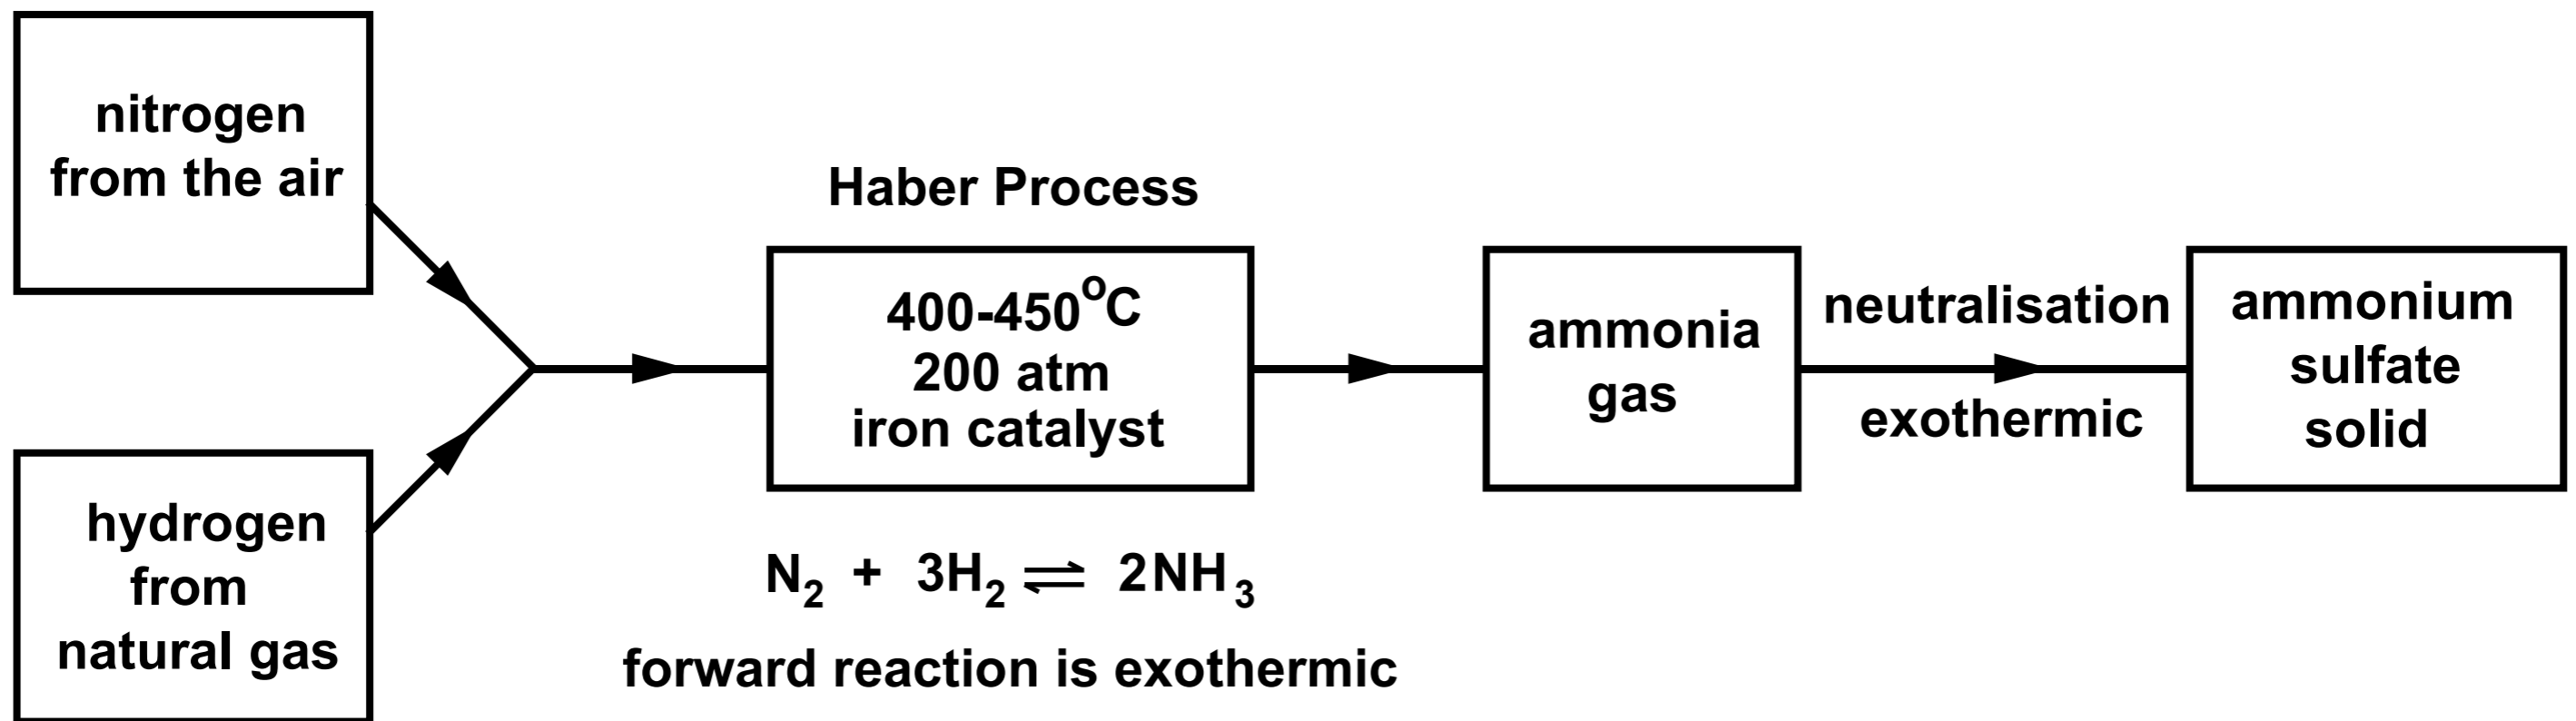 nitrogen
from the air
hydrogen
from
natural gas
Haber Process
400-450°C
200 atm
iron catalyst
N₂ + 3H₂ ⇌ 2NH₃
forward reaction is exothermic
ammonia
gas
neutralisation
exothermic
ammonium
sulfate
solid